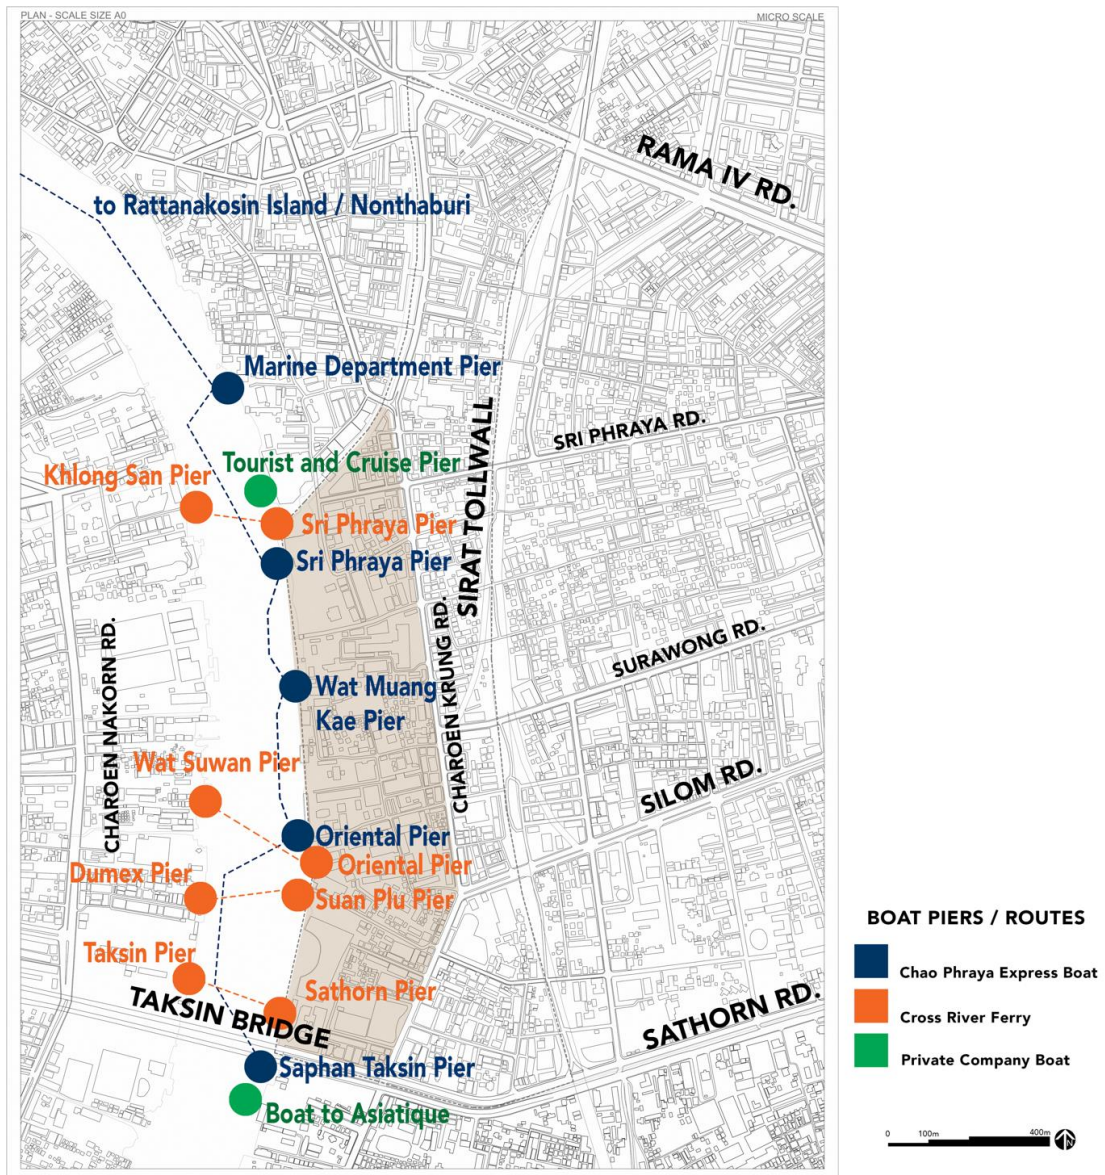 PLAN - SCALE SIZE A0
MICRO SCALE
RAMA IV RD.
to Rattanakosin Island / Nonthaburi
Marine Department Pier
SRI PHRAYA RD.
Tourist and Cruise Pier
Khlong San Pier
Sri Phraya Pier
Sri Phraya Pier
SIRAT TOLLWALL
CHAROEN NAKORN RD.
CHAROEN KRUNG RD.
SURAWONG RD.
Wat Muang
Kae Pier
Wat Suwan Pier
SILOM RD.
Oriental Pier
Oriental Pier
Dumex Pier
Suan Plu Pier
Taksin Pier
Sathorn Pier
TAKSIN BRIDGE
SATHORN RD.
Saphan Taksin Pier
Boat to Asiatique
BOAT PIERS / ROUTES
Chao Phraya Express Boat
Cross River Ferry
Private Company Boat
0 100m 400m
N